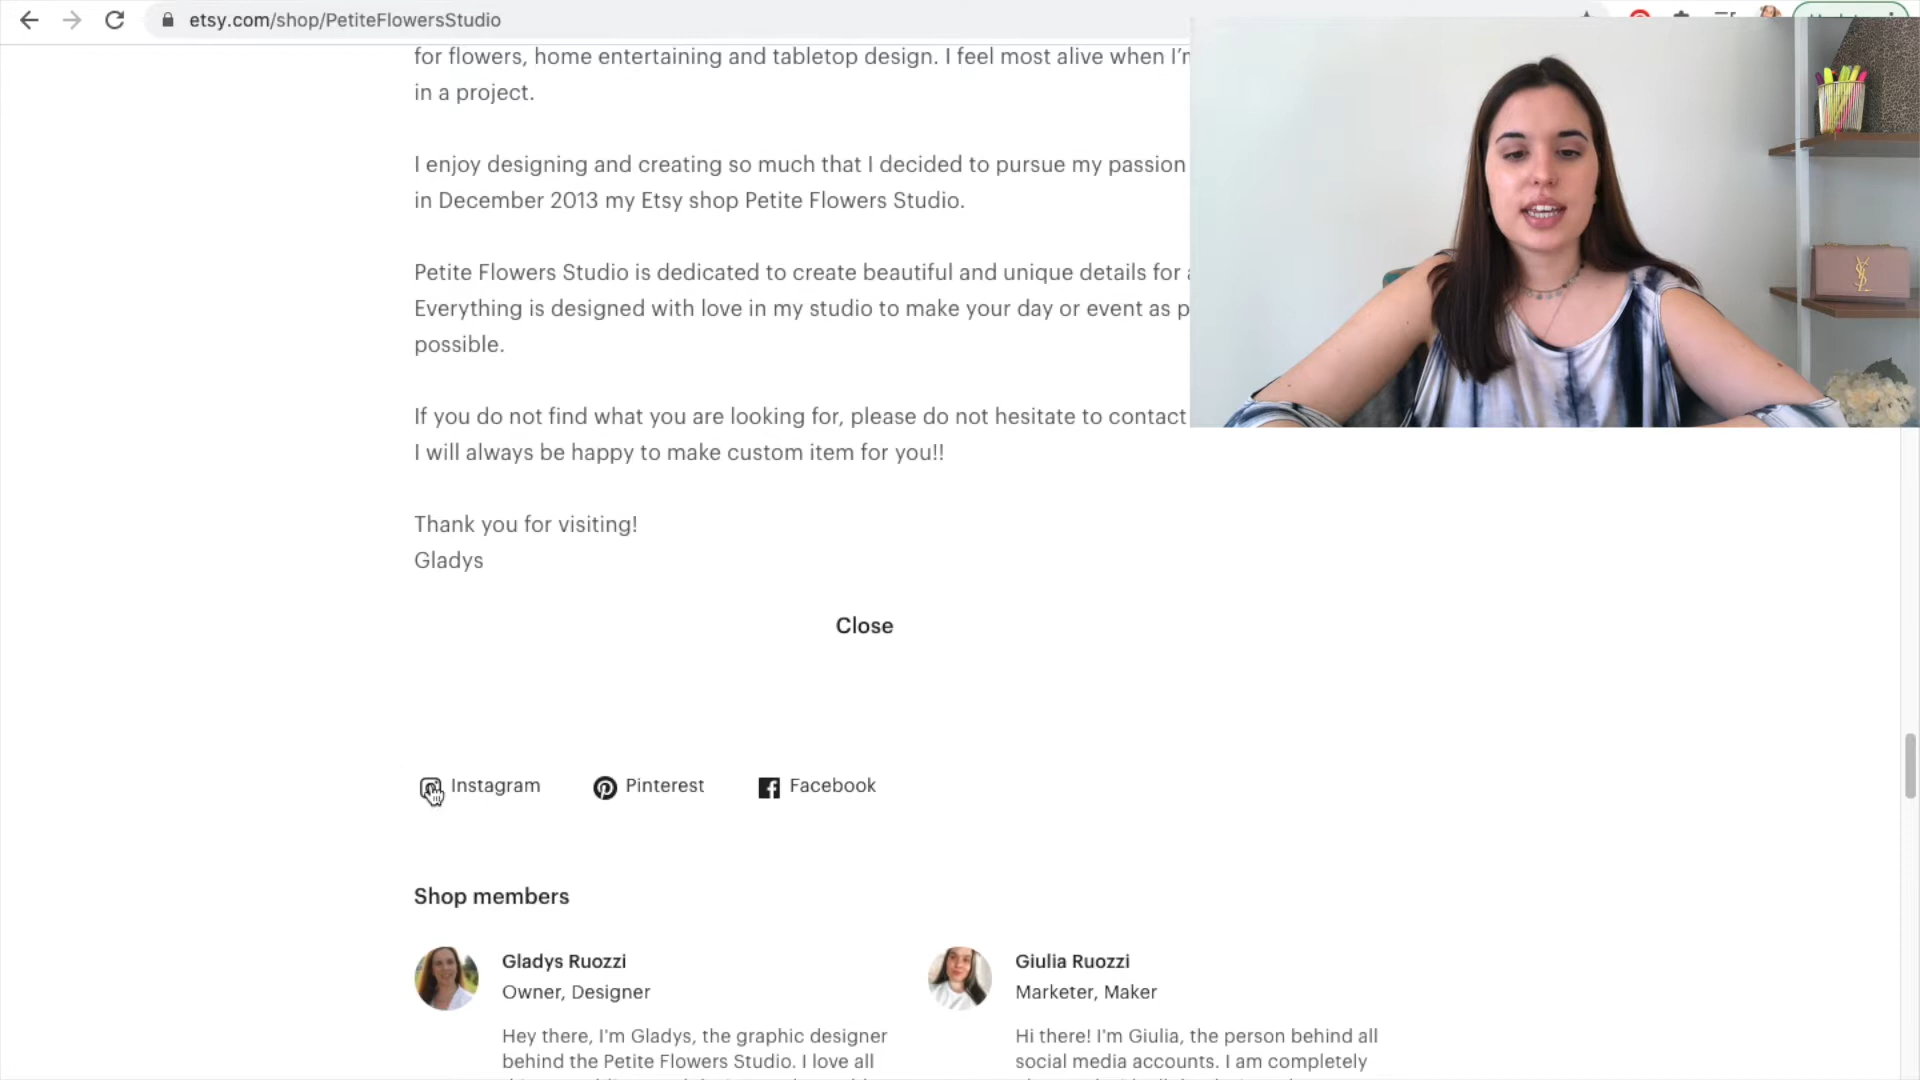 etsy.com/shop/PetiteFlowersStudio
for flowers, home entertaining and tabletop design. I feel most alive when I'm
in a project.
I enjoy designing and creating so much that I decided to pursue my passion
in December 2013 my Etsy shop Petite Flowers Studio.
Petite Flowers Studio is dedicated to create beautiful and unique details for
Everything is designed with love in my studio to make your day or event as
possible.
If you do not find what you are looking for, please do not hesitate to contact
I will always be happy to make custom item for you!!
Thank you for visiting!
Gladys
Close
Instagram Pinterest Facebook
Shop members
Gladys Ruozzi Giulia Ruozzi
Owner, Designer Marketer, Maker
Hey there, I'm Gladys, the graphic designer Hi there! I'm Giulia, the person behind all
behind the Petite Flowers Studio. I love all social media accounts. I am completely